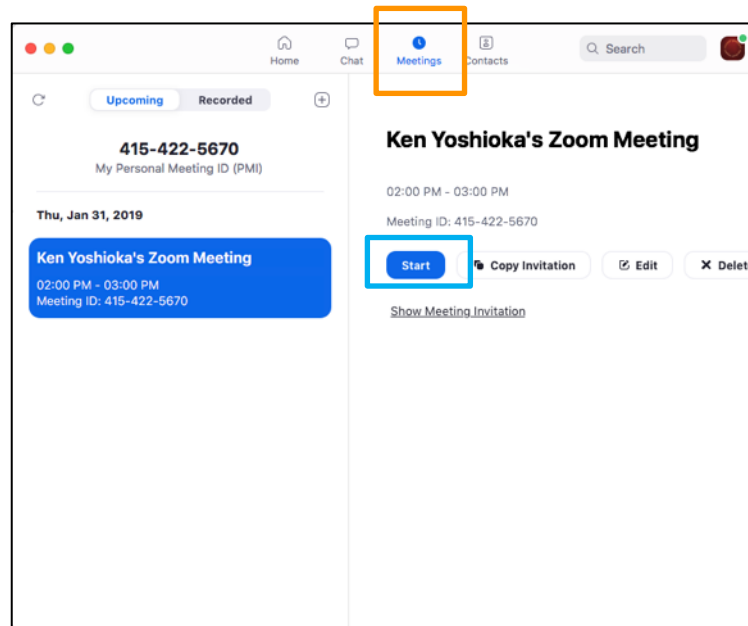 Home Chat Meetings Contacts Search
Upcoming Recorded
415-422-5670
My Personal Meeting ID (PMI)
Thu, Jan 31, 2019
Ken Yoshioka's Zoom Meeting
02:00 PM - 03:00 PM
Meeting ID: 415-422-5670
Ken Yoshioka's Zoom Meeting
02:00 PM - 03:00 PM
Meeting ID: 415-422-5670
Start Copy Invitation Edit Delet
Show Meeting Invitation